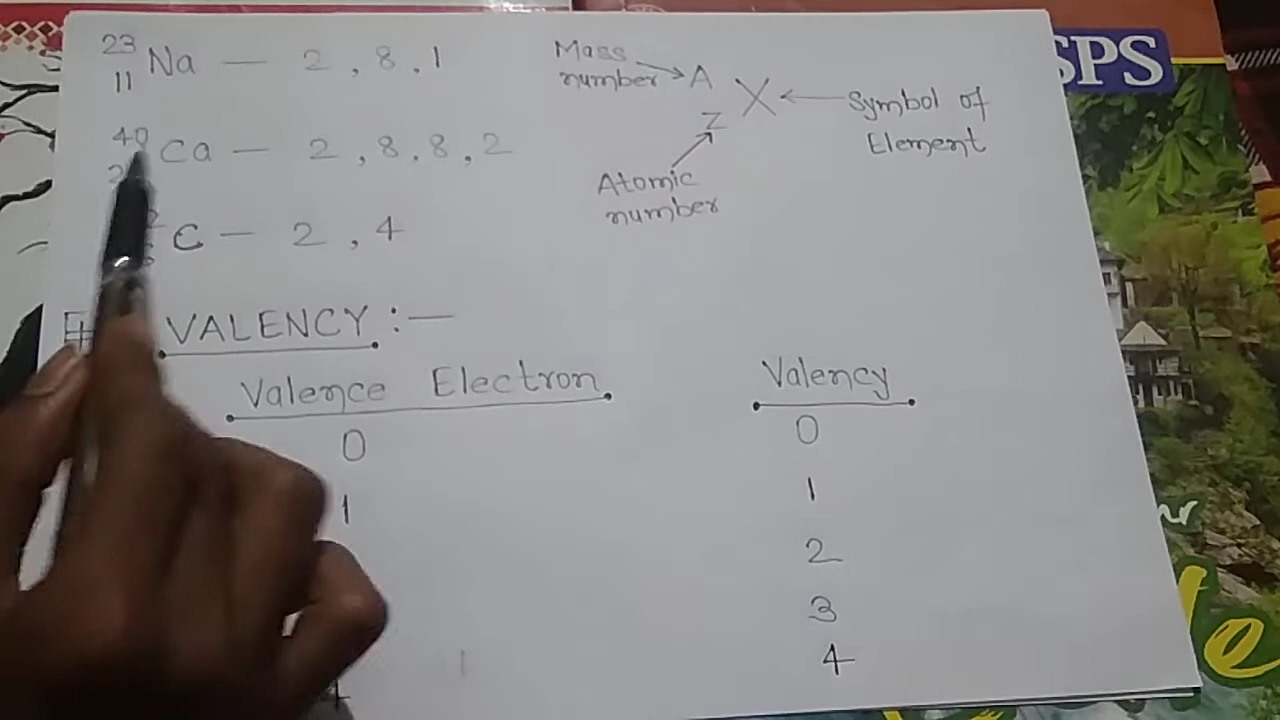 23
11 Na — 2, 8, 1
40
Ca — 2, 8, 8, 2
C — 2, 4
Mass
number → A X ← Symbol of
Z Element
Atomic
number
VALENCY :—
Valence Electron Valency
0 0
1 1
2
3
4
SPS